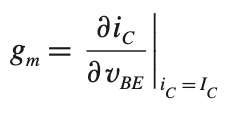 g_m = ∂i_C / ∂v_BE |_{i_C = I_C}